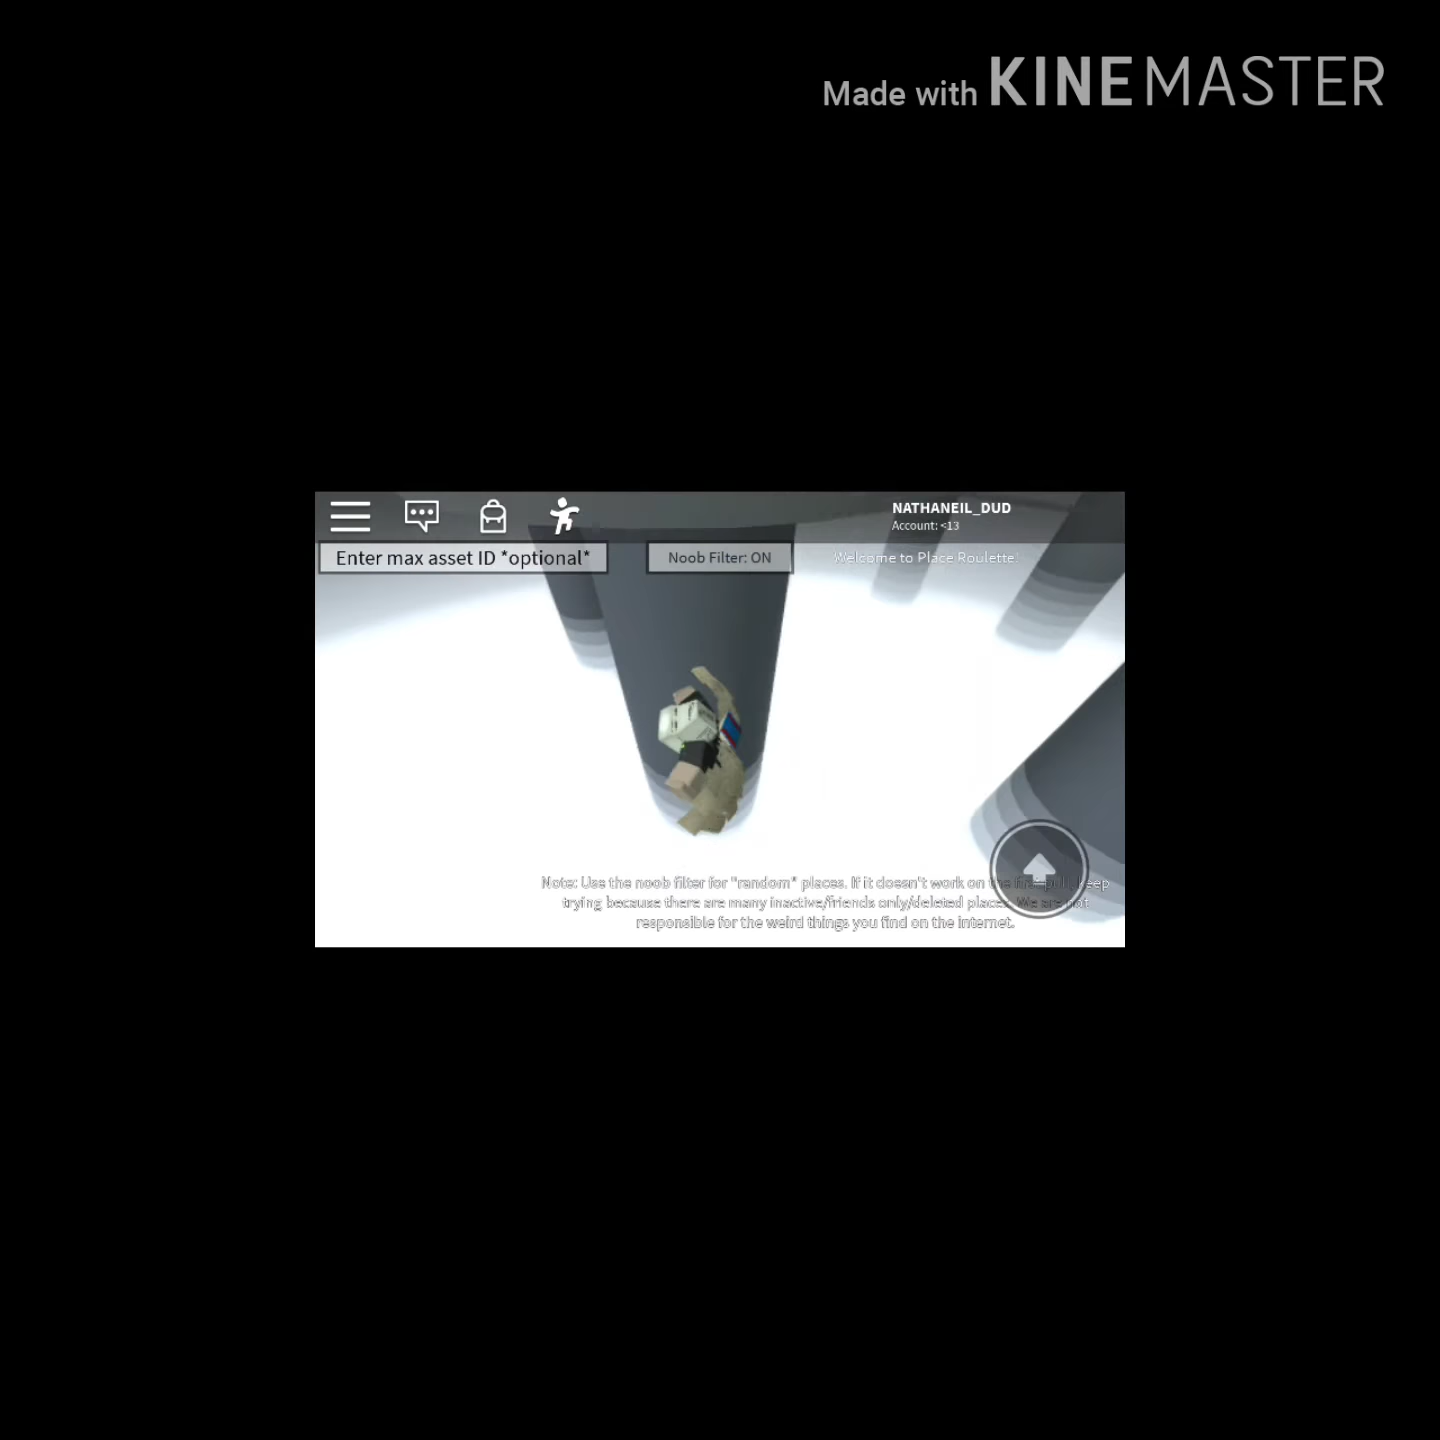 Made with KINEMASTER
NATHANEIL_DUD
Account: <13
Enter max asset ID *optional*
Noob Filter: ON
Welcome to Place Roulette!
Note: Use the noob filter for "random" places. If it doesn't work on the first pull, keep
trying because there are many inactive/friends only/deleted places. We are not
responsible for the weird things you find on the internet.